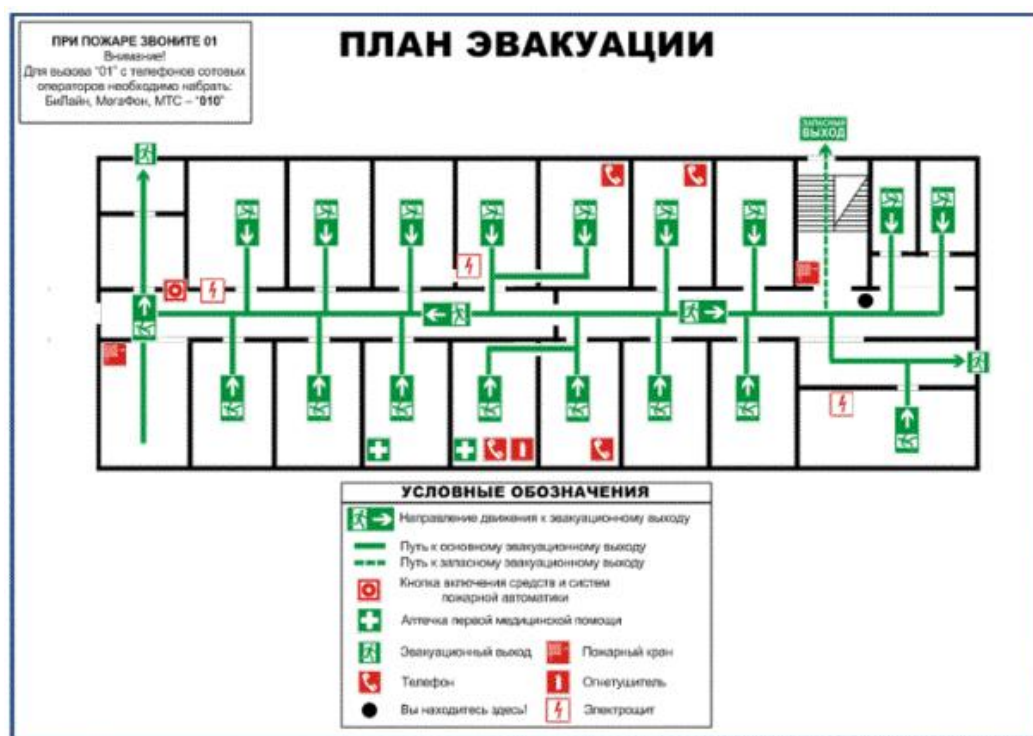 ПРИ ПОЖАРЕ ЗВОНИТЕ 01
Внимание!
Для вызова "01" с телефонов сотовых
операторов необходимо набрать:
БиЛайн, МегаФон, МТС – "010"
ПЛАН ЭВАКУАЦИИ
ЗАПАСНЫЙ
ВЫХОД
УСЛОВНЫЕ ОБОЗНАЧЕНИЯ
Направление движения к эвакуационному выходу
Путь к основному эвакуационному выходу
Путь к запасному эвакуационному выходу
Кнопка включения средств и систем
пожарной автоматики
Аптечка первой медицинской помощи
Эвакуационный выход
Пожарный кран
Телефон
Огнетушитель
Вы находитесь здесь!
Электрощит